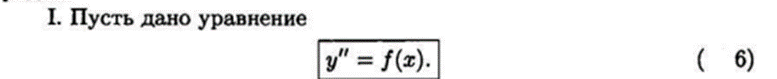 I. Пусть дано уравнение
y'' = f(x). ( 6)